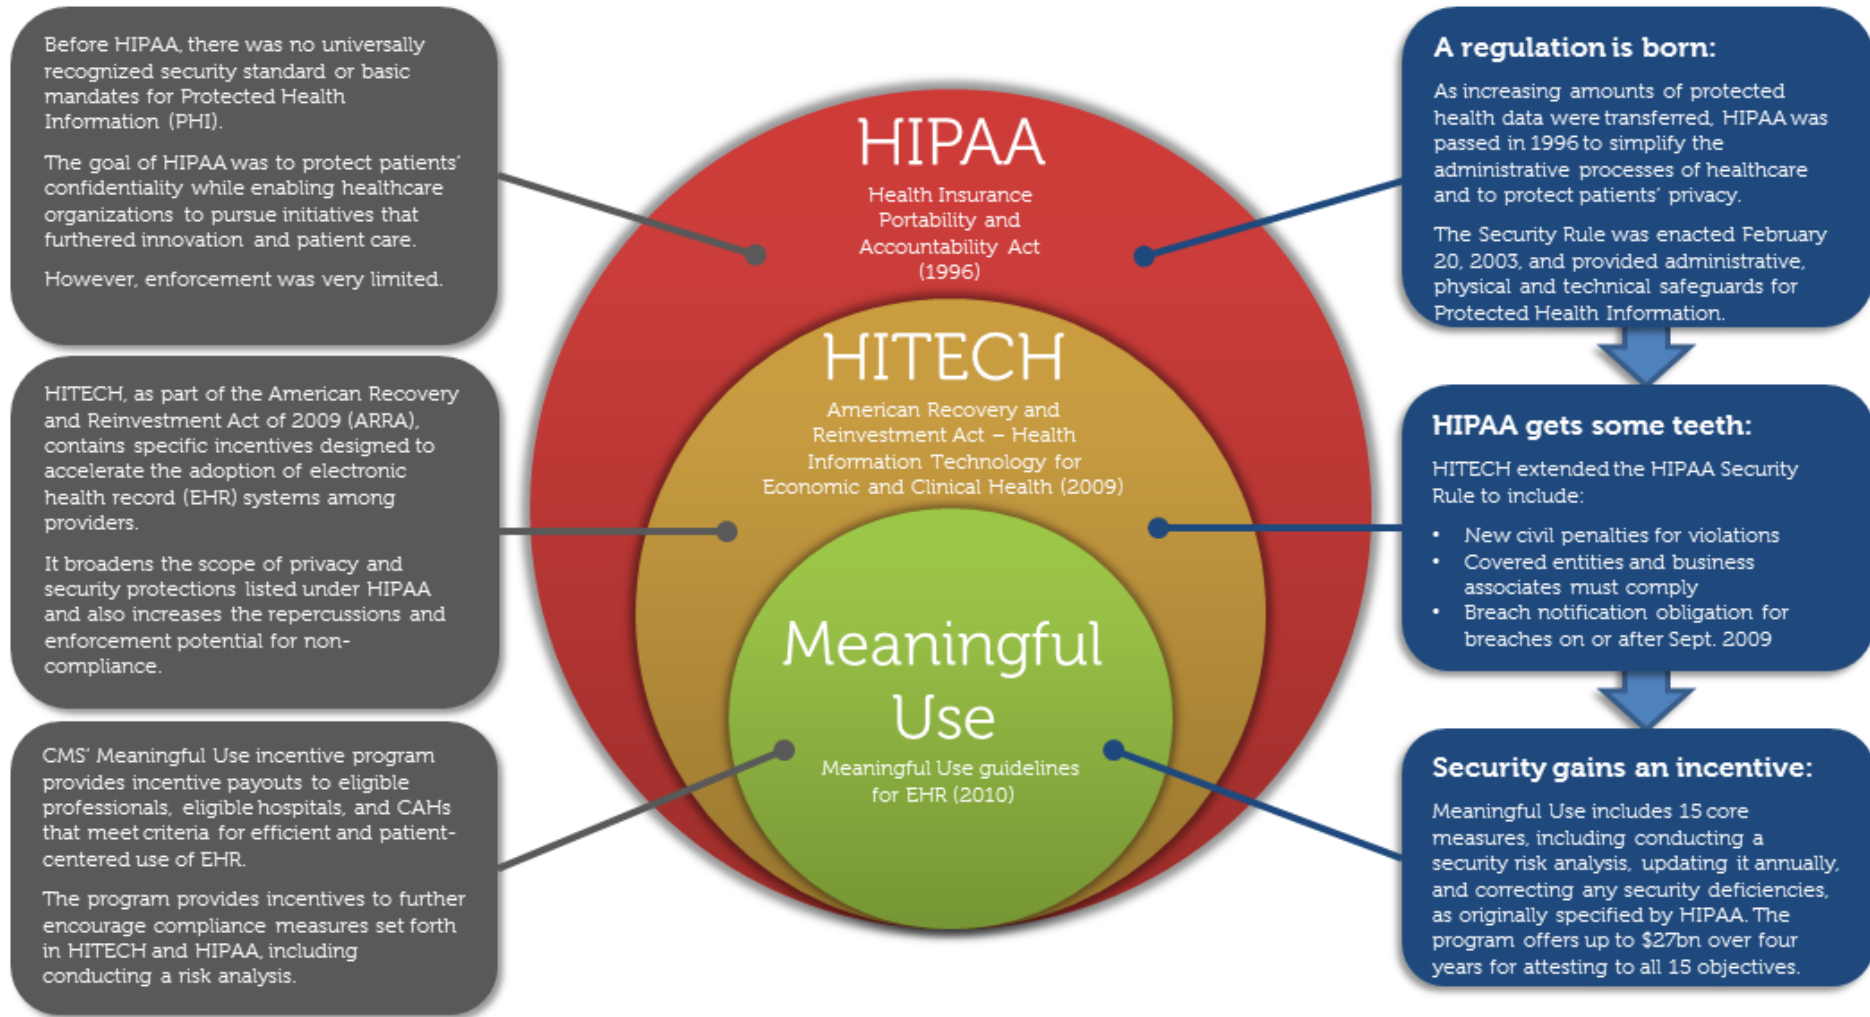 Before HIPAA, there was no universally
recognized security standard or basic
mandates for Protected Health
Information (PHI).
The goal of HIPAA was to protect patients’
confidentiality while enabling healthcare
organizations to pursue initiatives that
furthered innovation and patient care.
However, enforcement was very limited.
HITECH, as part of the American Recovery
and Reinvestment Act of 2009 (ARRA),
contains specific incentives designed to
accelerate the adoption of electronic
health record (EHR) systems among
providers.
It broadens the scope of privacy and
security protections listed under HIPAA
and also increases the repercussions and
enforcement potential for non-
compliance.
CMS’ Meaningful Use incentive program
provides incentive payouts to eligible
professionals, eligible hospitals, and CAHs
that meet criteria for efficient and patient-
centered use of EHR.
The program provides incentives to further
encourage compliance measures set forth
in HITECH and HIPAA, including
conducting a risk analysis.
HIPAA
Health Insurance
Portability and
Accountability Act
(1996)
HITECH
American Recovery and
Reinvestment Act – Health
Information Technology for
Economic and Clinical Health (2009)
Meaningful
Use
Meaningful Use guidelines
for EHR (2010)
A regulation is born:
As increasing amounts of protected
health data were transferred, HIPAA was
passed in 1996 to simplify the
administrative processes of healthcare
and to protect patients’ privacy.
The Security Rule was enacted February
20, 2003, and provided administrative,
physical and technical safeguards for
Protected Health Information.
HIPAA gets some teeth:
HITECH extended the HIPAA Security
Rule to include:
• New civil penalties for violations
• Covered entities and business
associates must comply
• Breach notification obligation for
breaches on or after Sept. 2009
Security gains an incentive:
Meaningful Use includes 15 core
measures, including conducting a
security risk analysis, updating it annually,
and correcting any security deficiencies,
as originally specified by HIPAA. The
program offers up to $27bn over four
years for attesting to all 15 objectives.